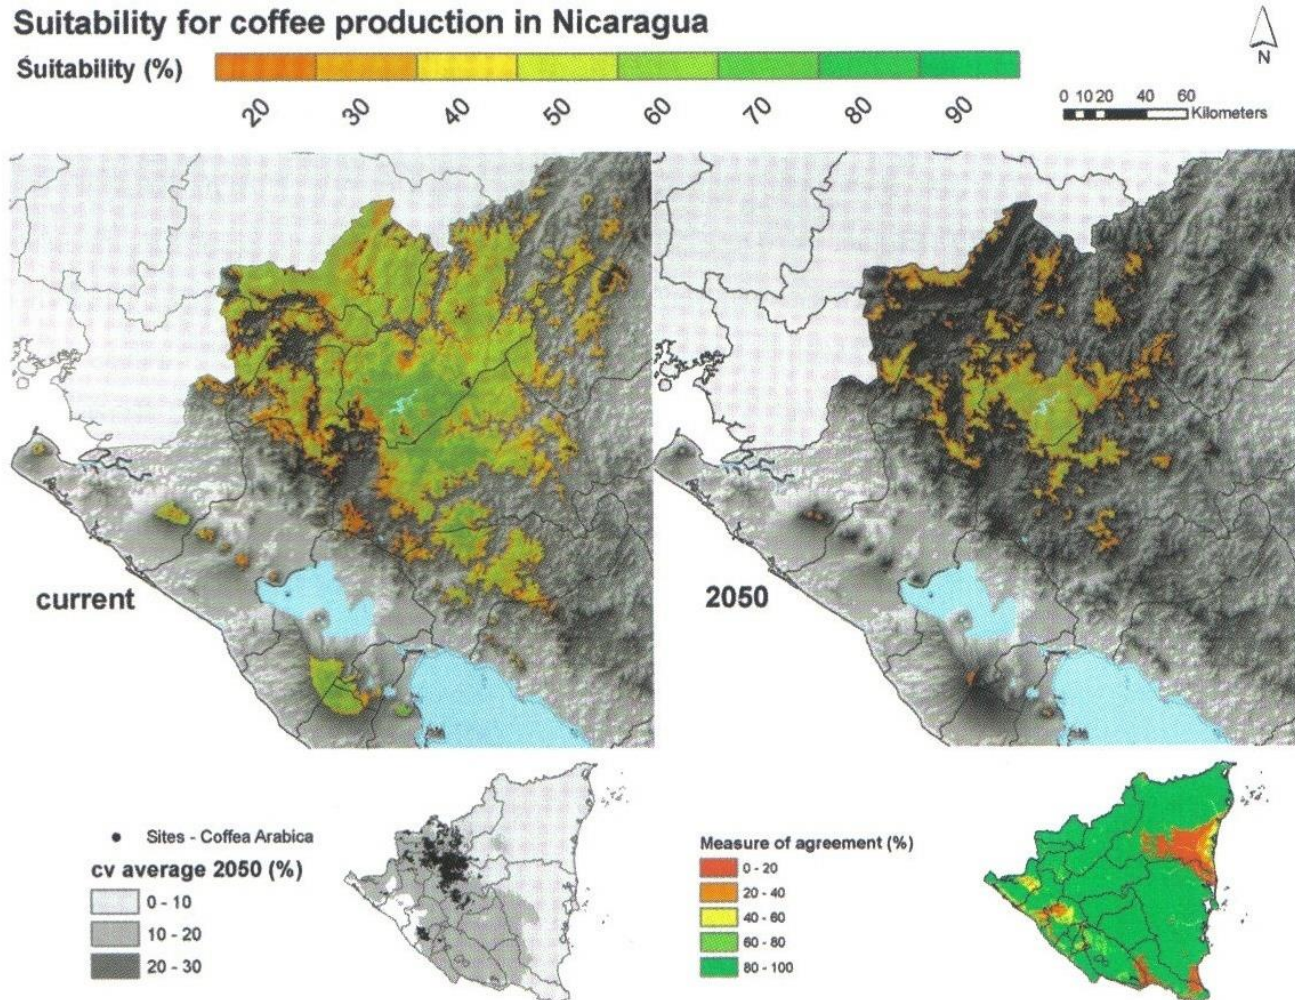 Suitability for coffee production in Nicaragua
Suitability (%)
20 30 40 50 60 70 80 90
N
0 10 20 40 60
Kilometers
current
2050
Sites - Coffea Arabica
cv average 2050 (%)
0 - 10
10 - 20
20 - 30
Measure of agreement (%)
0 - 20
20 - 40
40 - 60
60 - 80
80 - 100